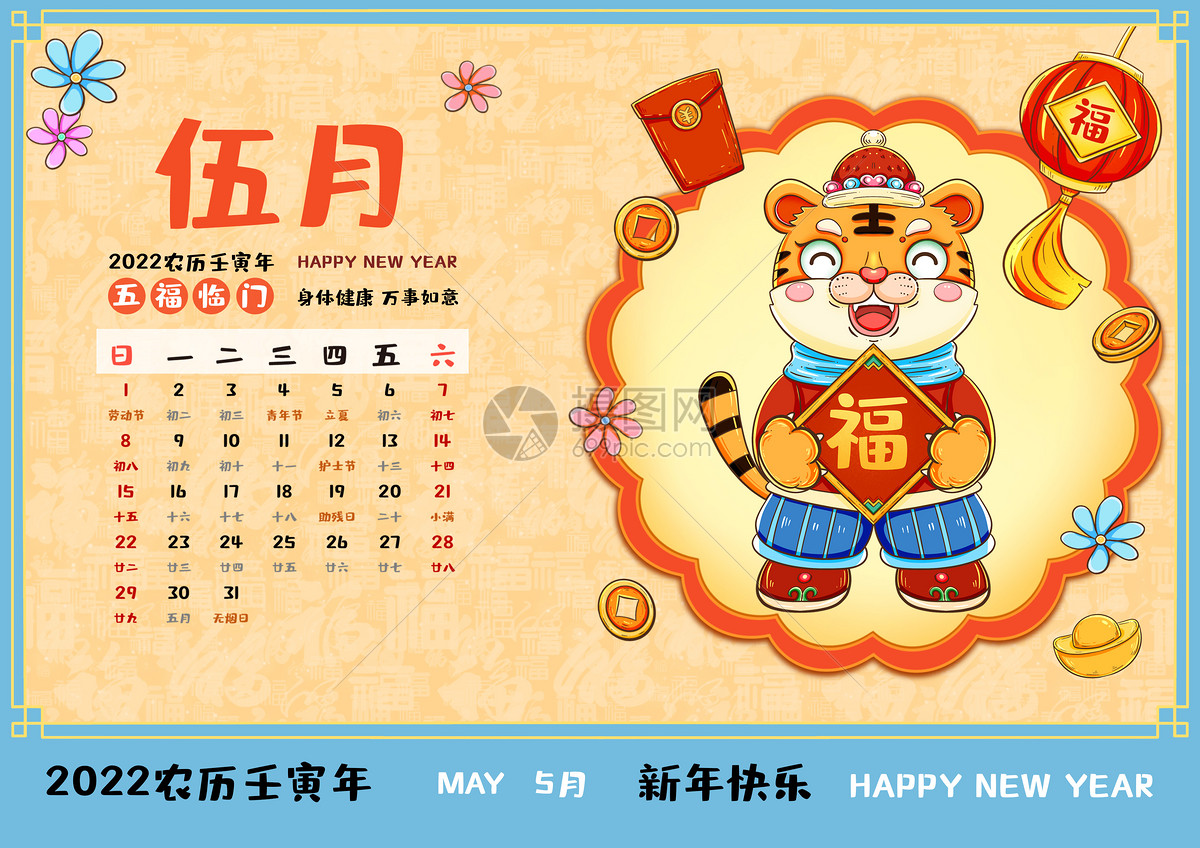 伍月
2022农历壬寅年 HAPPY NEW YEAR
五福临门 身体健康 万事如意
日 一 二 三 四 五 六
1 2 3 4 5 6 7
劳动节 初二 初三 青年节 立夏 初六 初七
8 9 10 11 12 13 14
初八 初九 初十 十一 护士节 十三 十四
15 16 17 18 19 20 21
十五 十六 十七 十八 助残日 二十 小满
22 23 24 25 26 27 28
廿二 廿三 廿四 廿五 廿六 廿七 廿八
29 30 31
廿九 五月 无烟日
福
福
摄图网
699pic.com
2022农历壬寅年 MAY 5月 新年快乐 HAPPY NEW YEAR